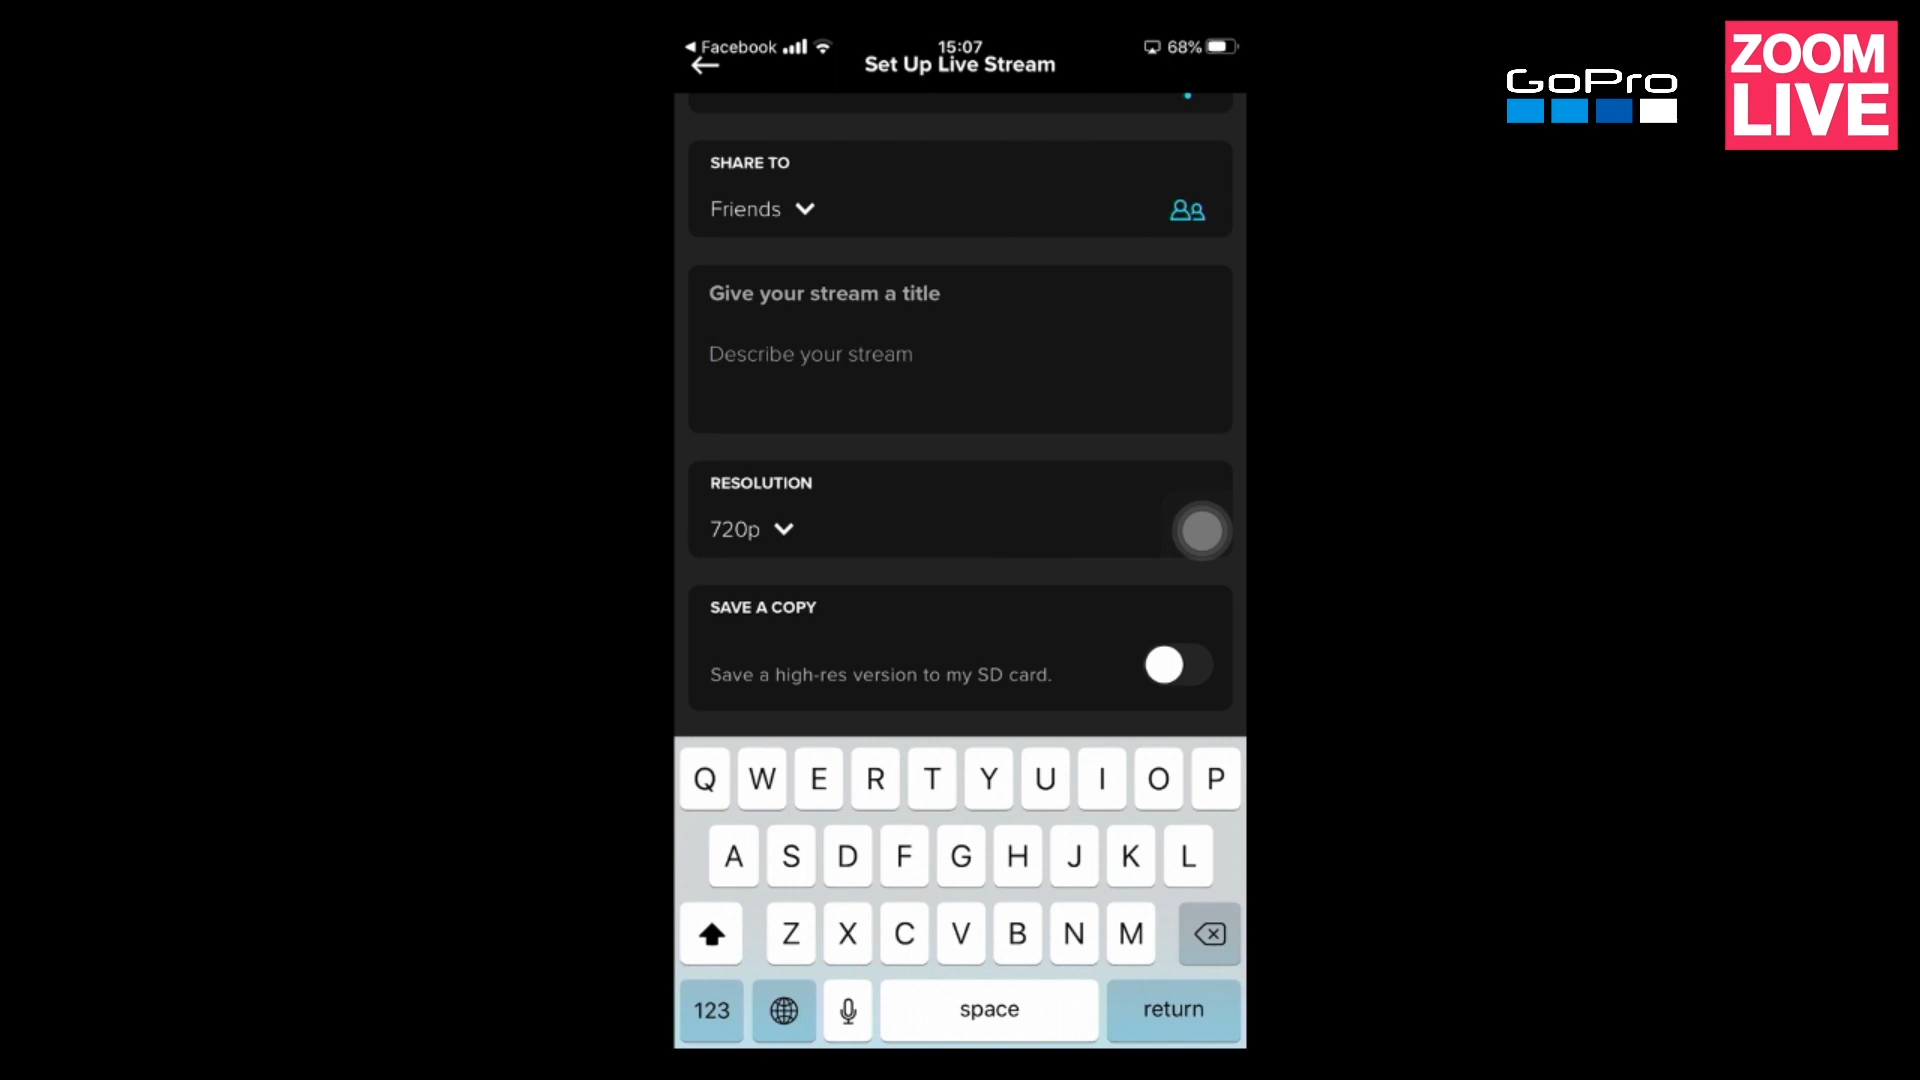 Facebook
15:07
68%
Set Up Live Stream
GoPro
ZOOM
LIVE
SHARE TO
Friends
Give your stream a title
Describe your stream
RESOLUTION
720p
SAVE A COPY
Save a high-res version to my SD card.
Q W E R T Y U I O P
A S D F G H J K L
Z X C V B N M
123
space
return